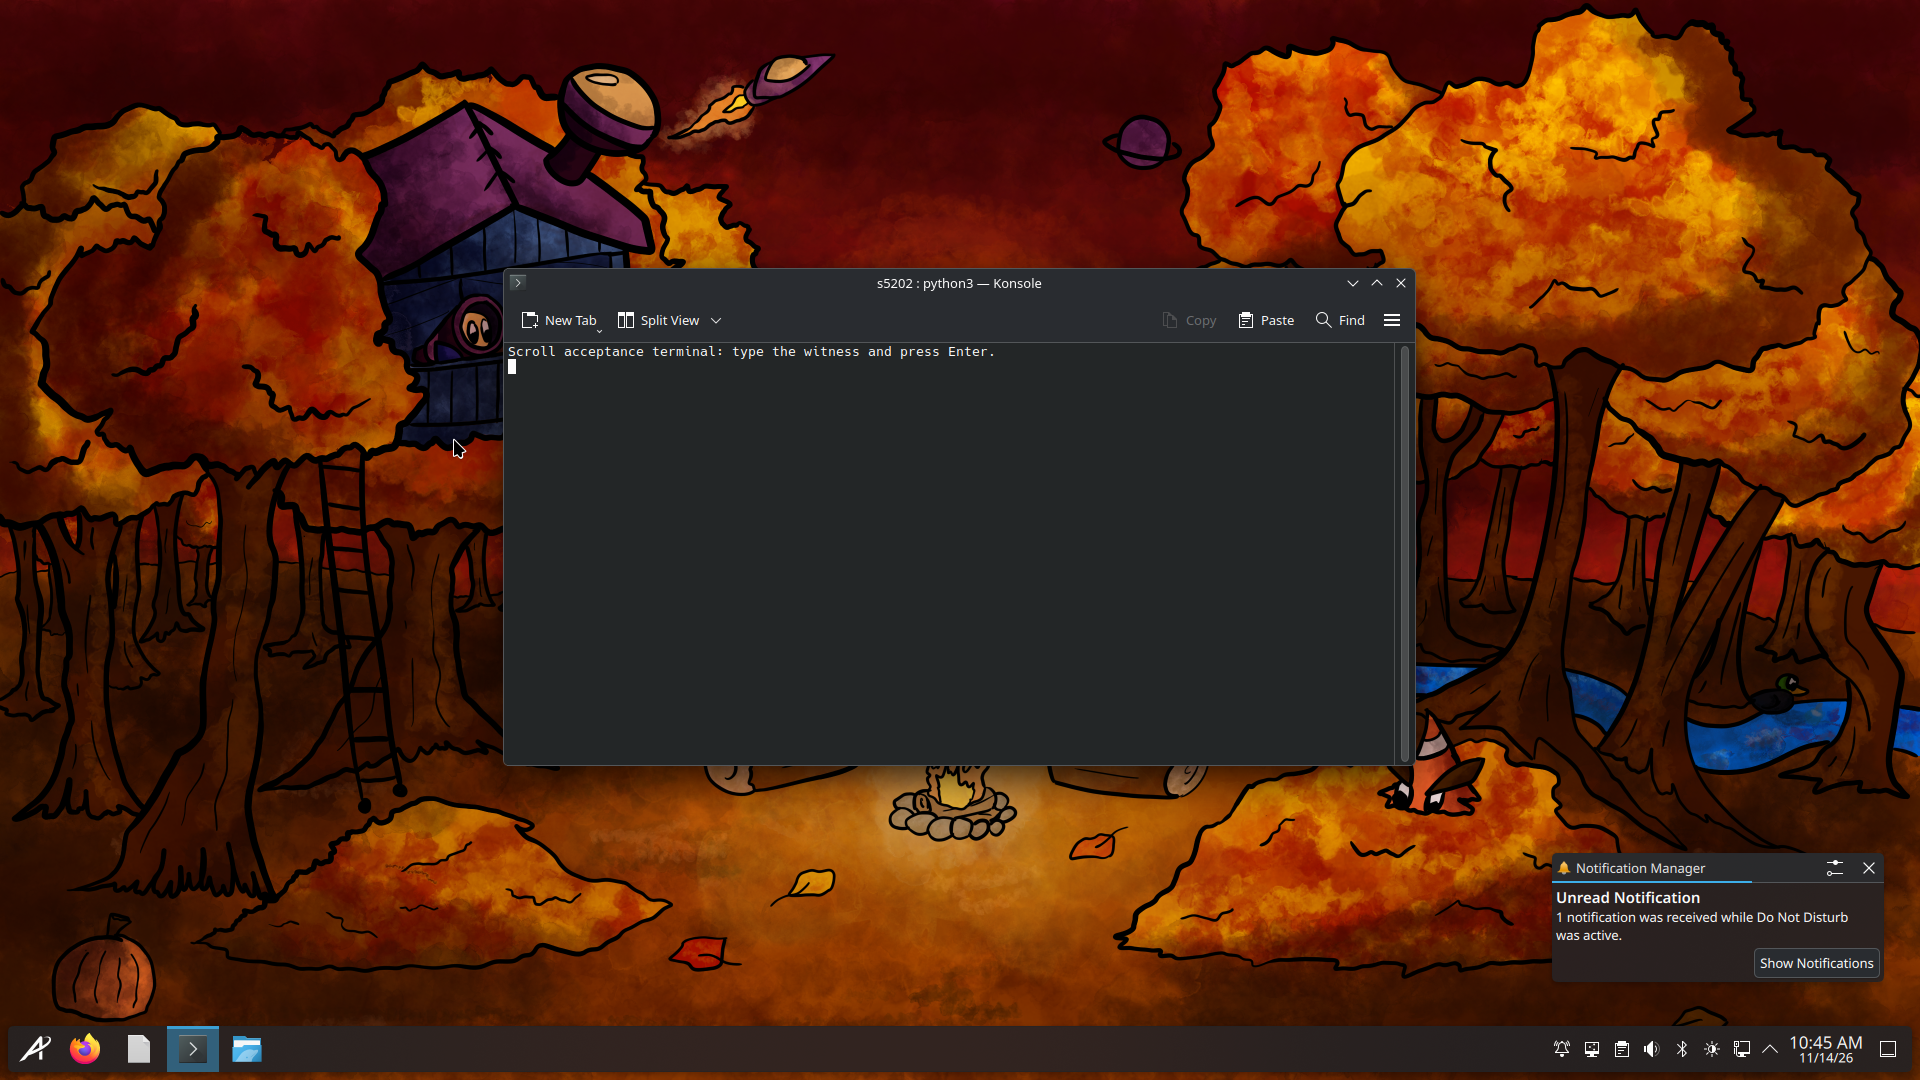 s5202 : python3 — Konsole
New Tab
Split View
Copy
Paste
Find
Scroll acceptance terminal: type the witness and press Enter.
Notification Manager
Unread Notification
1 notification was received while Do Not Disturb
was active.
Show Notifications
10:45 AM
11/14/26